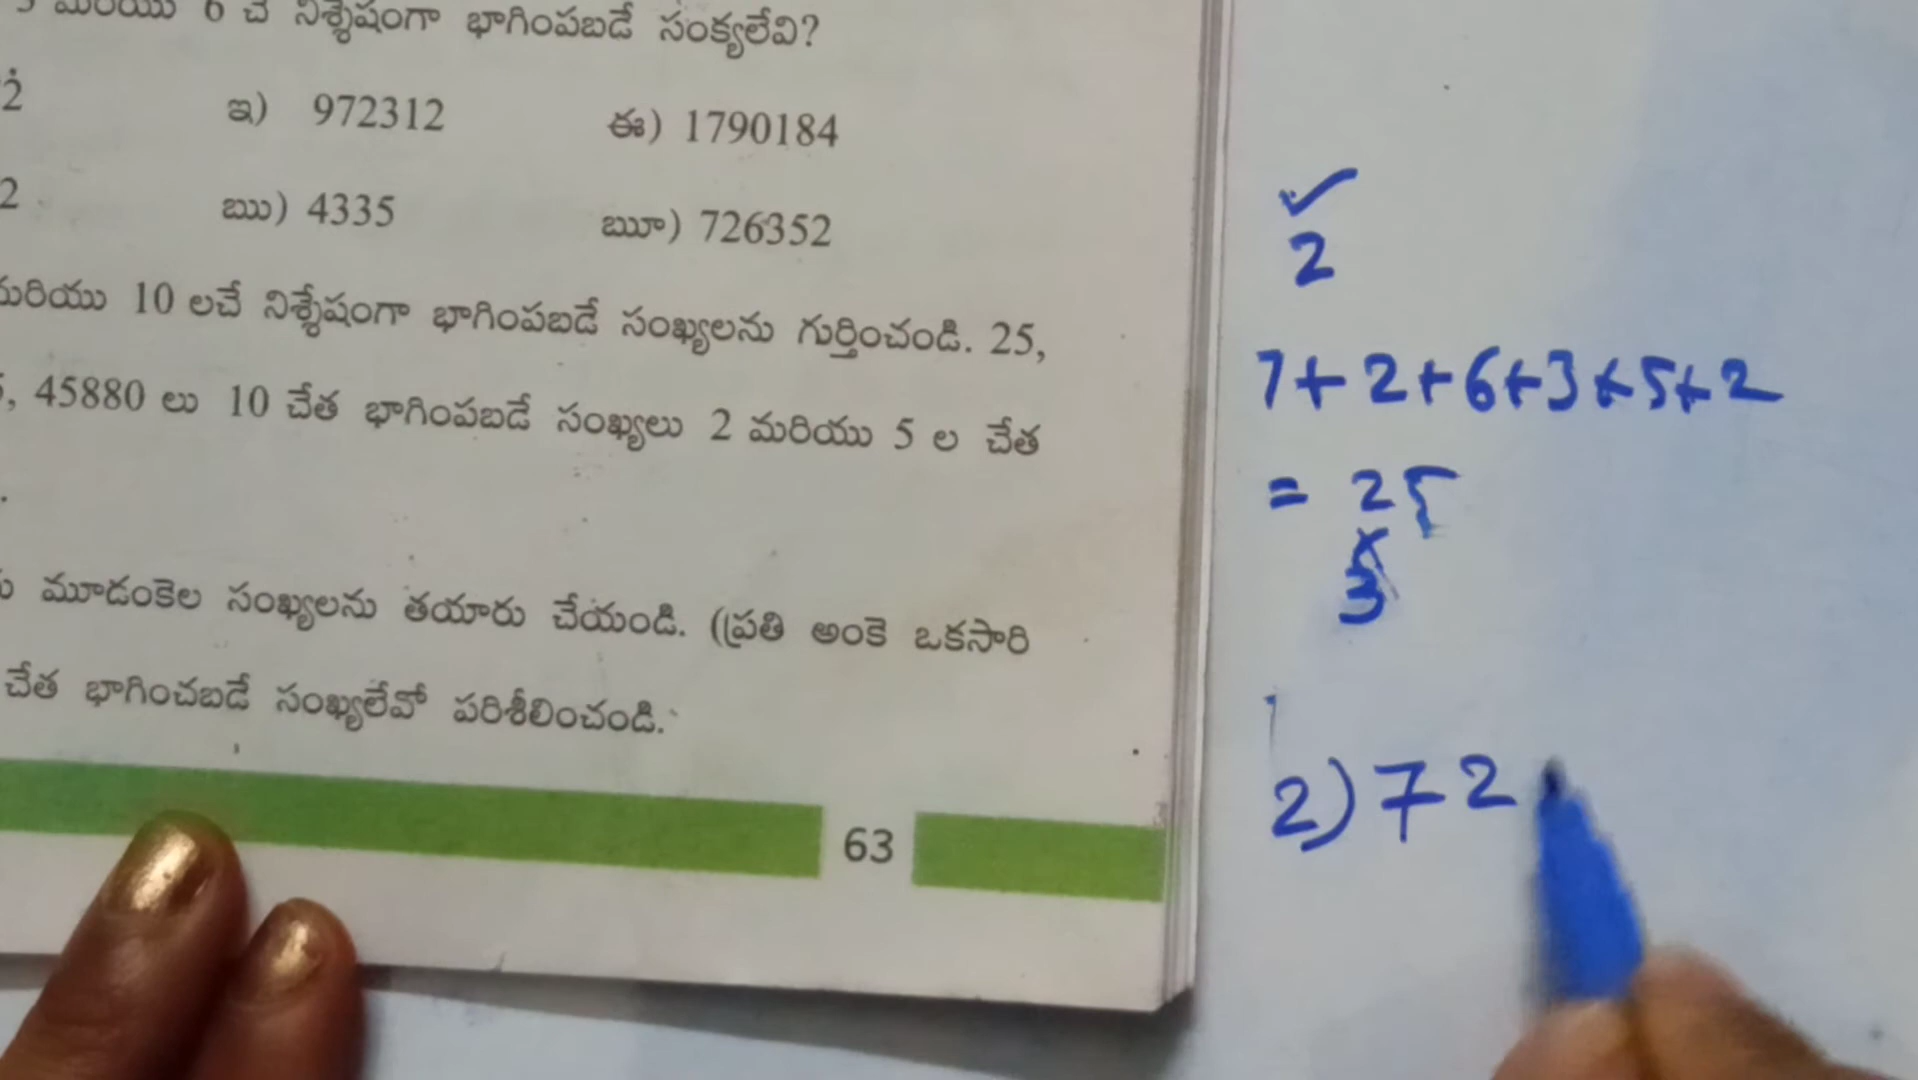 6 చే నిశ్శేషంగా భాగింపబడే సంక్యలేవి?
2 ఇ) 972312 ఈ) 1790184
2 ఋ) 4335 ౠ) 726352
మరియు 10 లచే నిశ్శేషంగా భాగింపబడే సంఖ్యలను గుర్తించండి. 25,
, 45880 లు 10 చేత భాగింపబడే సంఖ్యలు 2 మరియు 5 ల చేత
.
మూడంకెల సంఖ్యలను తయారు చేయండి. (ప్రతి అంకె ఒకసారి
చేత భాగించబడే సంఖ్యలేవో పరిశీలించండి.
63
✓
2
7+2+6+3+5+2
= 25
×
3
2)72